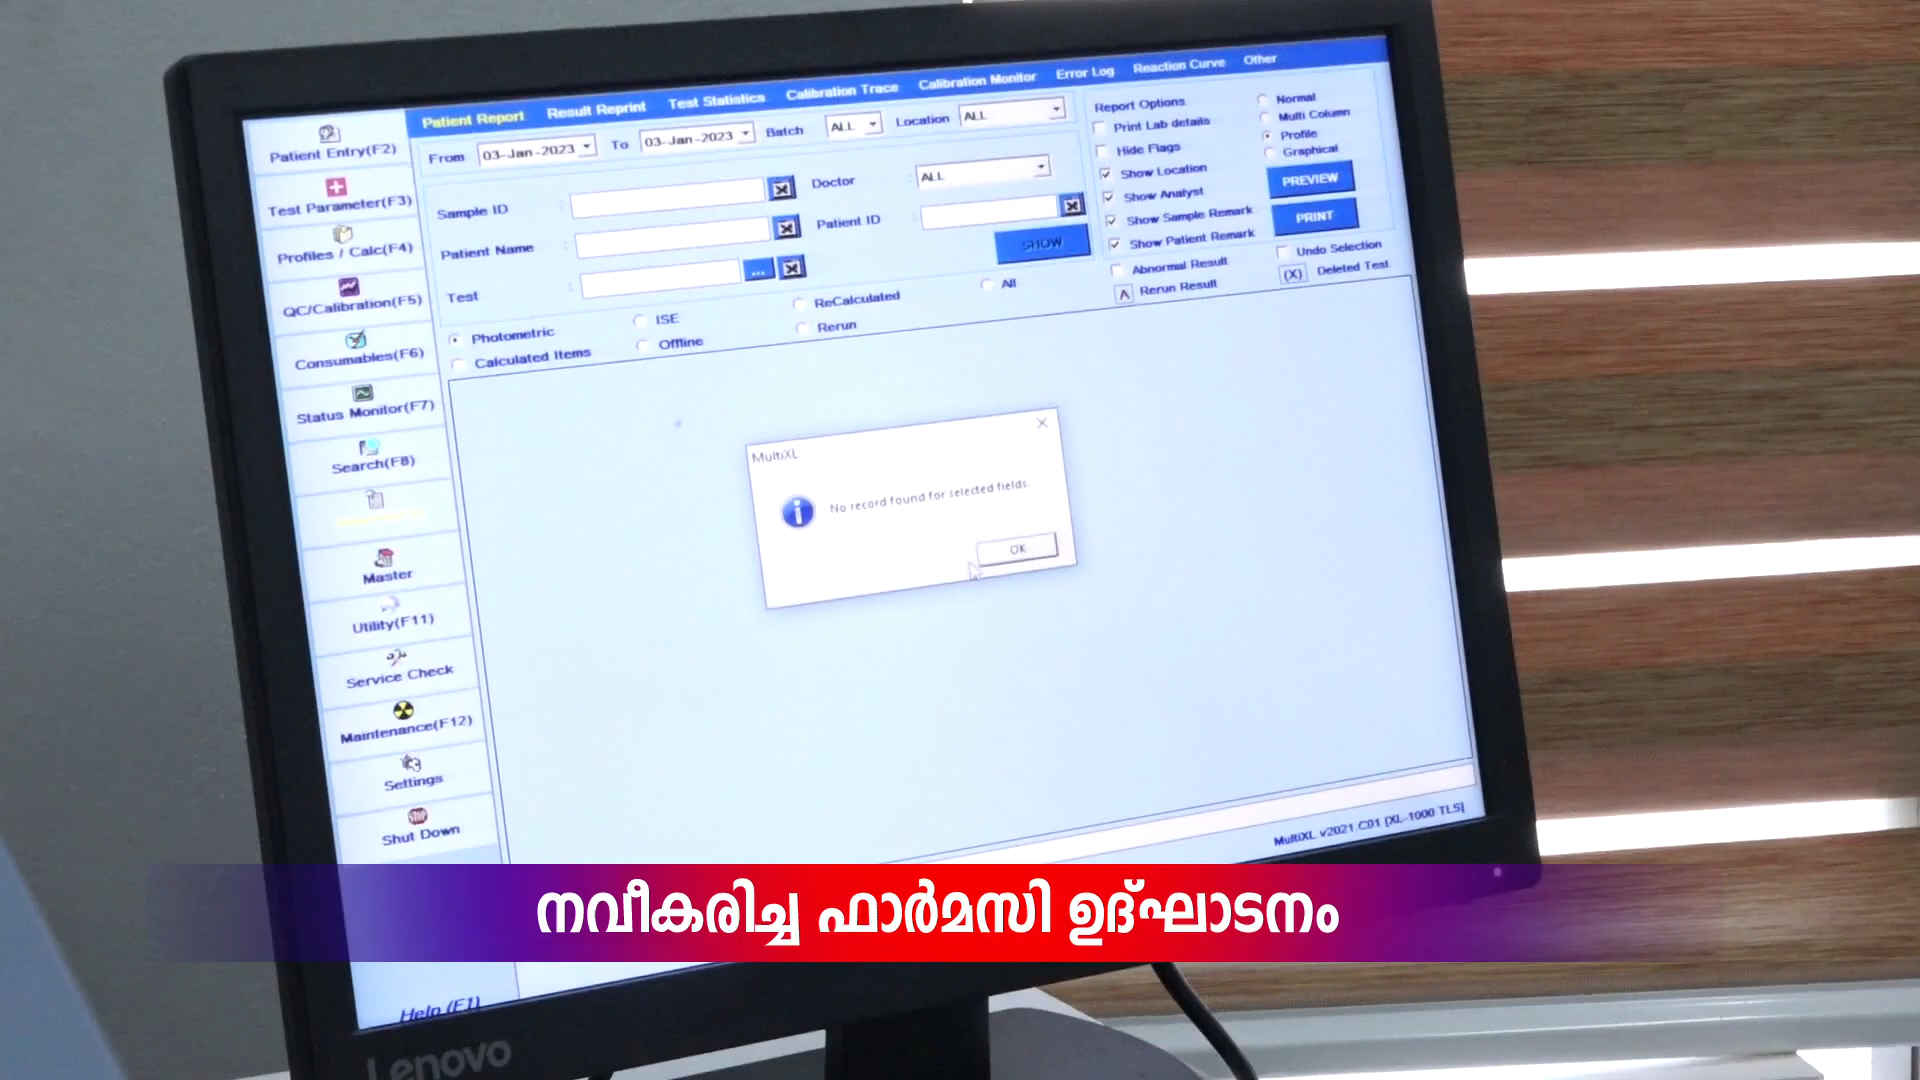 Patient Report Result Reprint Test Statistics Calibration Trace Calibration Monitor Error Log Reaction Curve Other
Patient Entry(F2)
Test Parameter(F3)
Profiles / Calc(F4)
QC/Calibration(F5)
Consumables(F6)
Status Monitor(F7)
Search(F8)
Master
Utility(F11)
Service Check
Maintenance(F12)
Settings
Shut Down
Help (F1)
From 03-Jan-2023 To 03-Jan-2023 Batch ALL Location ALL
Sample ID : Doctor : ALL
Patient Name : Patient ID
SHOW
Test : ...
Photometric ISE ReCalculated All
Calculated Items Offline Rerun
Report Options
Print Lab details
Hide Flags
Show Location
Show Analyst
Show Sample Remark
Show Patient Remark
Normal
Multi Column
Profile
Graphical
PREVIEW
PRINT
Abnormal Result Undo Selection
Rerun Result (X) Deleted Test
MultiXL
No record found for selected fields.
OK
MultiXL v2021.C01 [XL-1000 TLS]
നവീകരിച്ച ഫാർമസി ഉദ്ഘാടനം
Lenovo